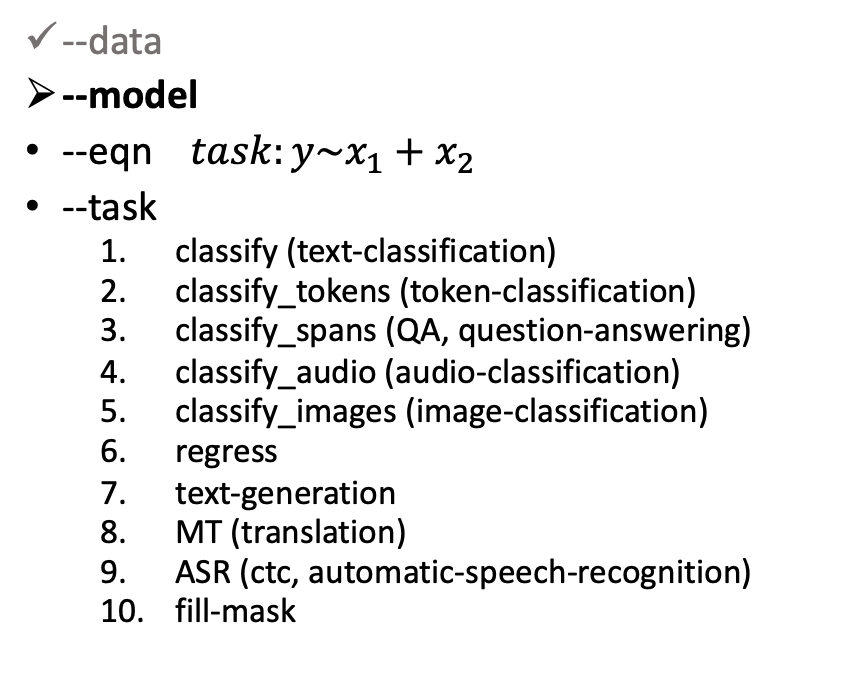 ✓ --data
➢ --model
• --eqn task: y~x₁ + x₂
• --task
1. classify (text-classification)
2. classify_tokens (token-classification)
3. classify_spans (QA, question-answering)
4. classify_audio (audio-classification)
5. classify_images (image-classification)
6. regress
7. text-generation
8. MT (translation)
9. ASR (ctc, automatic-speech-recognition)
10. fill-mask